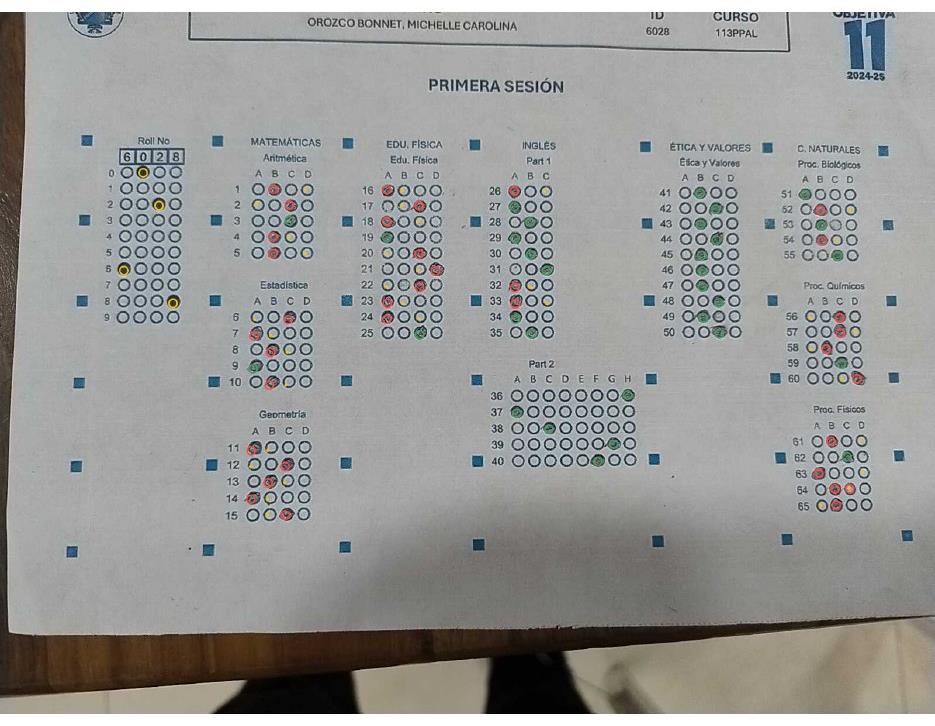 ID CURSO
OROZCO BONNET, MICHELLE CAROLINA 6028 113PPAL
OBJETIVA
11
2024-25
PRIMERA SESIÓN
Roll No
6 0 2 8
0
1
2
3
4
5
6
7
8
9
MATEMÁTICAS
Aritmética
A B C D
1
2
3
4
5
Estadística
A B C D
6
7
8
9
10
Geometría
A B C D
11
12
13
14
15
EDU. FÍSICA
Edu. Física
A B C D
16
17
18
19
20
21
22
23
24
25
INGLÉS
Part 1
A B C
26
27
28
29
30
31
32
33
34
35
Part 2
A B C D E F G H
36
37
38
39
40
ÉTICA Y VALORES
Ética y Valores
A B C D
41
42
43
44
45
46
47
48
49
50
C. NATURALES
Proc. Biológicos
A B C D
51
52
53
54
55
Proc. Químicos
A B C D
56
57
58
59
60
Proc. Físicos
A B C D
61
62
63
64
65